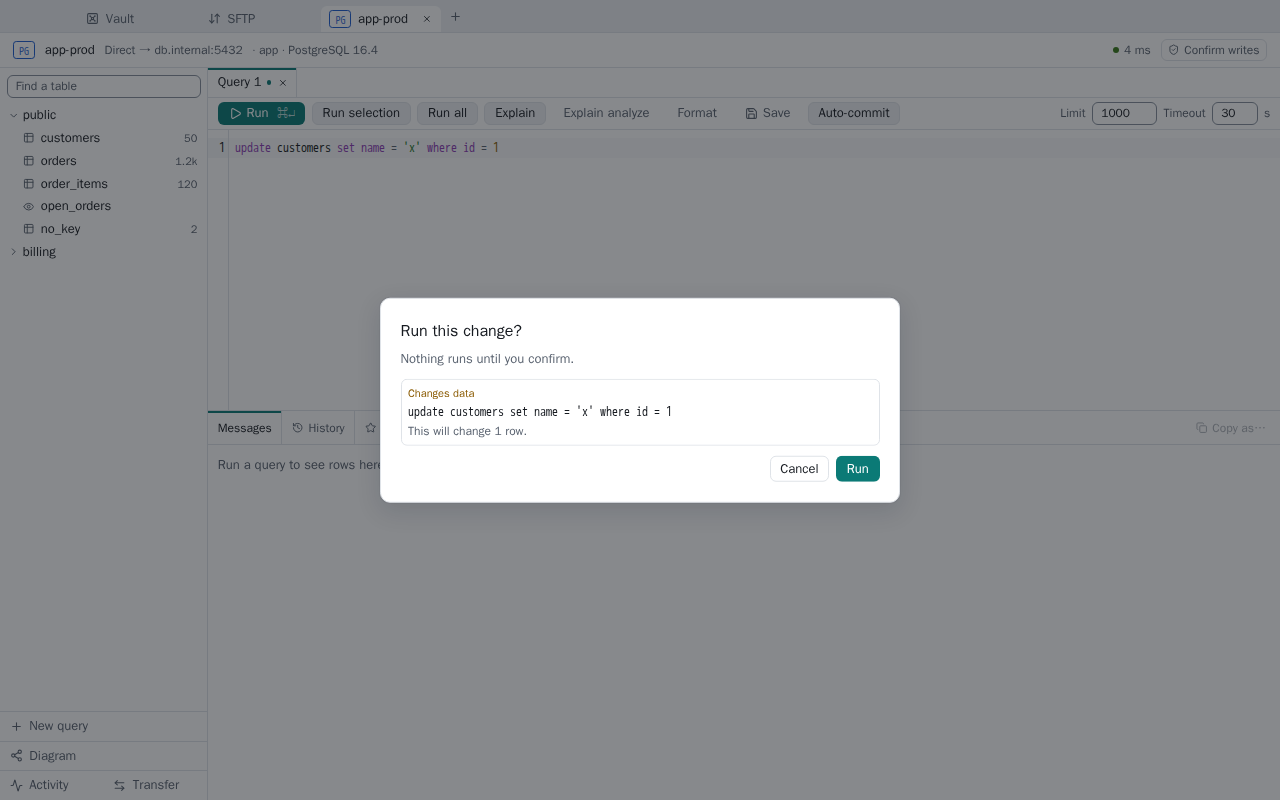 Vault
SFTP
PG app-prod ×
+
PG app-prod Direct → db.internal:5432 · app · PostgreSQL 16.4
4 ms
Confirm writes
Find a table
public
customers 50
orders 1.2k
order_items 120
open_orders
no_key 2
billing
Query 1 • ×
Run ⌘↵
Run selection
Run all
Explain
Explain analyze
Format
Save
Auto-commit
Limit 1000
Timeout 30 s
1 update customers set name = 'x' where id = 1
Run this change?
Nothing runs until you confirm.
Changes data
update customers set name = 'x' where id = 1
This will change 1 row.
Cancel
Run
Messages
History
Copy as···
Run a query to see rows here
New query
Diagram
Activity
Transfer